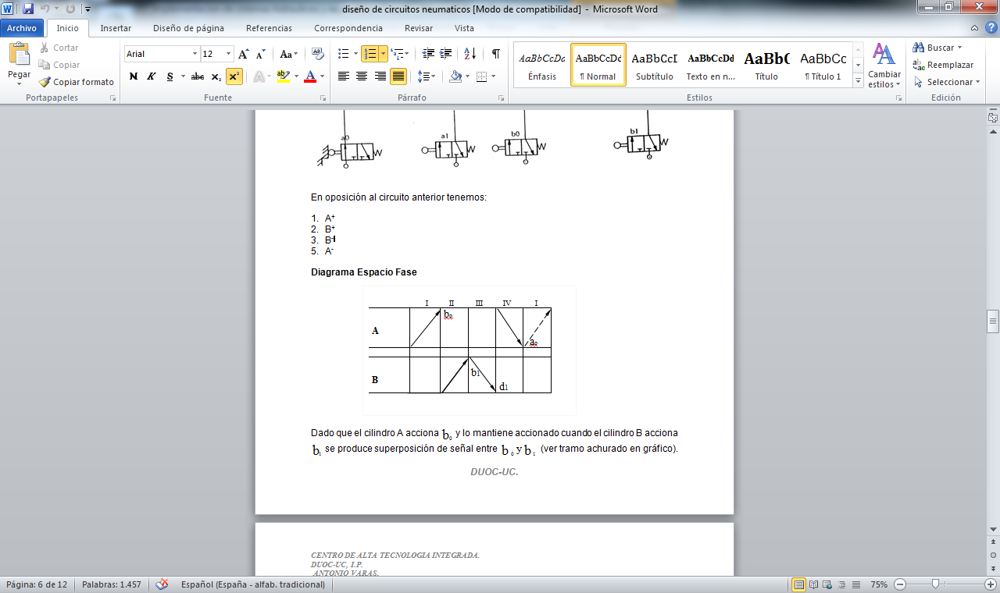 diseño de circuitos neumaticos [Modo de compatibilidad] - Microsoft Word
Archivo Inicio Insertar Diseño de página Referencias Correspondencia Revisar Vista
Pegar
Cortar
Copiar
Copiar formato
Portapapeles
Arial 12
N K S abc x₂ x²
Fuente
Párrafo
AaBbCcDc AaBbCcDc AaBbCcI AaBbCcDd AaBbC AaBbCc
Énfasis ¶ Normal Subtítulo Texto en n... Título ¶ Título 1
Cambiar estilos
Estilos
Buscar
Reemplazar
Seleccionar
Edición
a0 a1 b0 b1
En oposición al circuito anterior tenemos:
1. A⁺
2. B⁺
3. B⁻
5. A⁻
Diagrama Espacio Fase
I II III IV I
b₀
A
a₀
B
b1
d1
Dado que el cilindro A acciona b₀ y lo mantiene accionado cuando el cilindro B acciona
b₁ se produce superposición de señal entre b ₀ y b ₁ (ver tramo achurado en gráfico).
DUOC-UC.
CENTRO DE ALTA TECNOLOGIA INTEGRADA.
DUOC-UC, I.P.
ANTONIO VARAS.
Página: 6 de 12 Palabras: 1.457 Español (España - alfab. tradicional) 75%